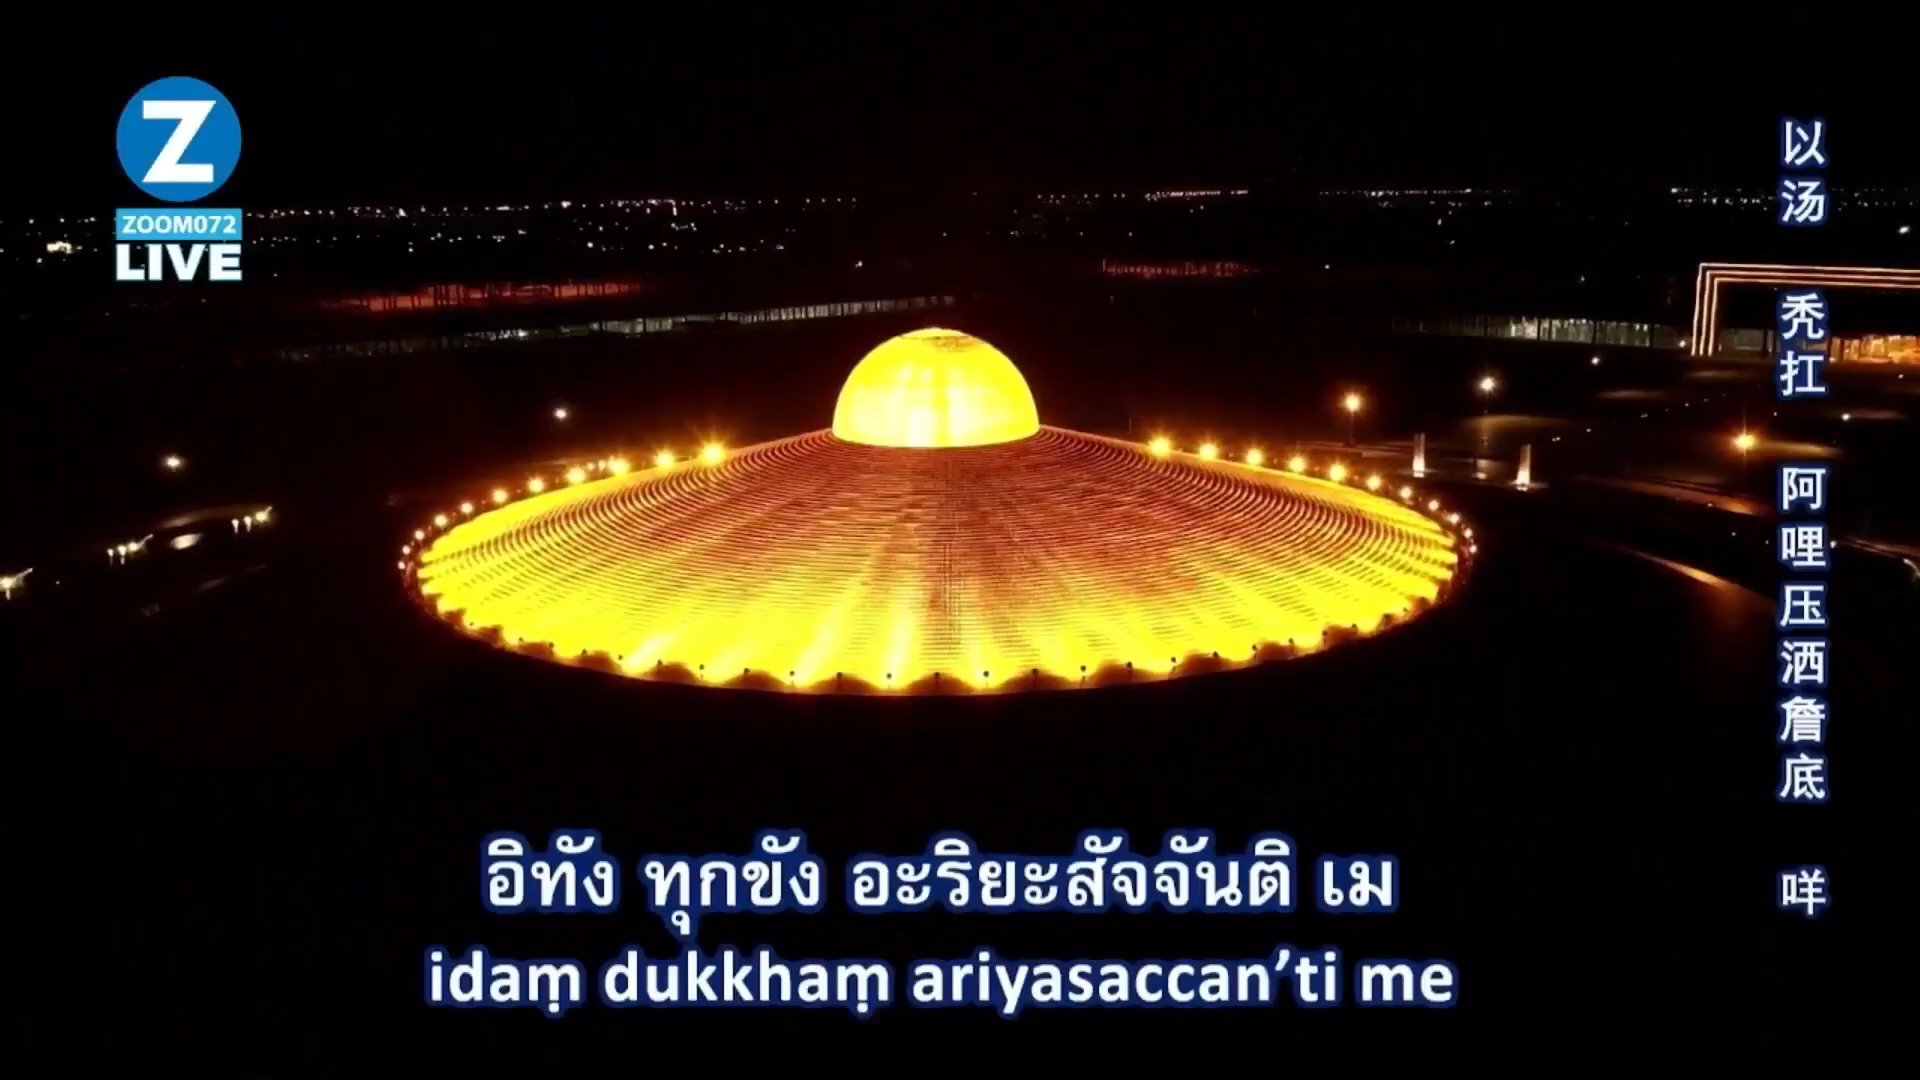 Z
ZOOM072
LIVE
以汤 秃扛 阿哩压洒詹底 咩
อิทัง ทุกขัง อะริยะสัจจันติ เม
idaṃ dukkhaṃ ariyasaccan’ti me